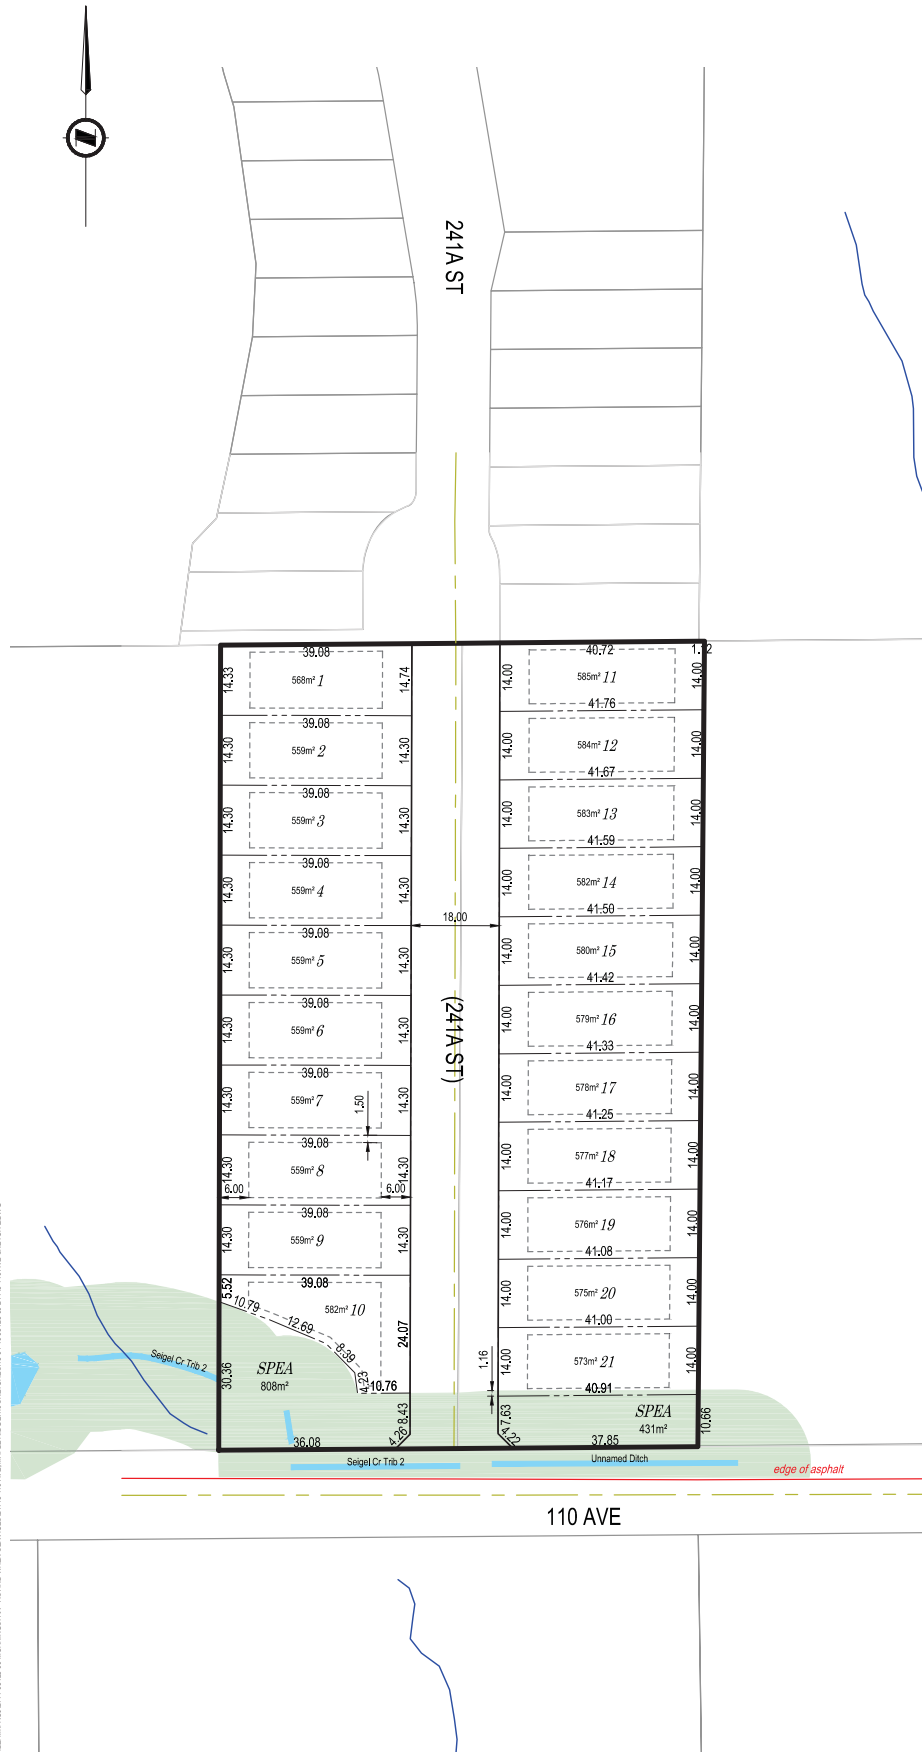 241A ST
39.08
14.33
568m² 1
14.74
39.08
14.30
559m² 2
14.30
39.08
14.30
559m² 3
14.30
39.08
14.30
559m² 4
14.30
39.08
14.30
559m² 5
14.30
39.08
14.30
559m² 6
14.30
39.08
14.30
559m² 7
14.30
1.50
39.08
14.30
559m² 8
14.30
6.00
6.00
39.08
14.30
559m² 9
14.30
39.08
5.52
582m² 10
10.79
12.69
8.39
4.23
24.07
10.76
30.36
SPEA
808m²
8.43
4.26
36.08
18.00
(241A ST)
40.72
1.12
14.00
585m² 11
14.00
41.76
14.00
584m² 12
14.00
41.67
14.00
583m² 13
14.00
41.59
14.00
582m² 14
14.00
41.50
14.00
580m² 15
14.00
41.42
14.00
579m² 16
14.00
41.33
14.00
578m² 17
14.00
41.25
14.00
577m² 18
14.00
41.17
14.00
576m² 19
14.00
41.08
14.00
575m² 20
14.00
41.00
1.16
14.00
573m² 21
14.00
40.91
7.63
4.22
SPEA
431m²
10.66
37.85
Seigel Cr Trib 2
Seigel Cr Trib 2
Unnamed Ditch
edge of asphalt
110 AVE